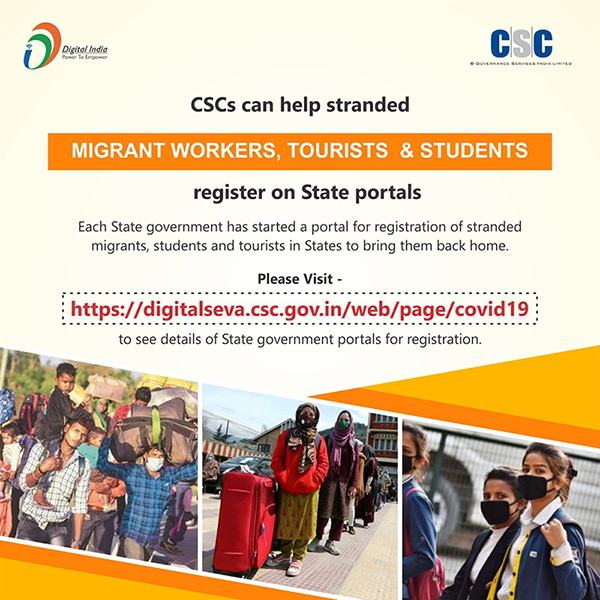 Digital India
Power To Empower
CSC
e Governance Services India Limited
CSCs can help stranded
MIGRANT WORKERS, TOURISTS & STUDENTS
register on State portals
Each State government has started a portal for registration of stranded
migrants, students and tourists in States to bring them back home.
Please Visit -
https://digitalseva.csc.gov.in/web/page/covid19
to see details of State government portals for registration.